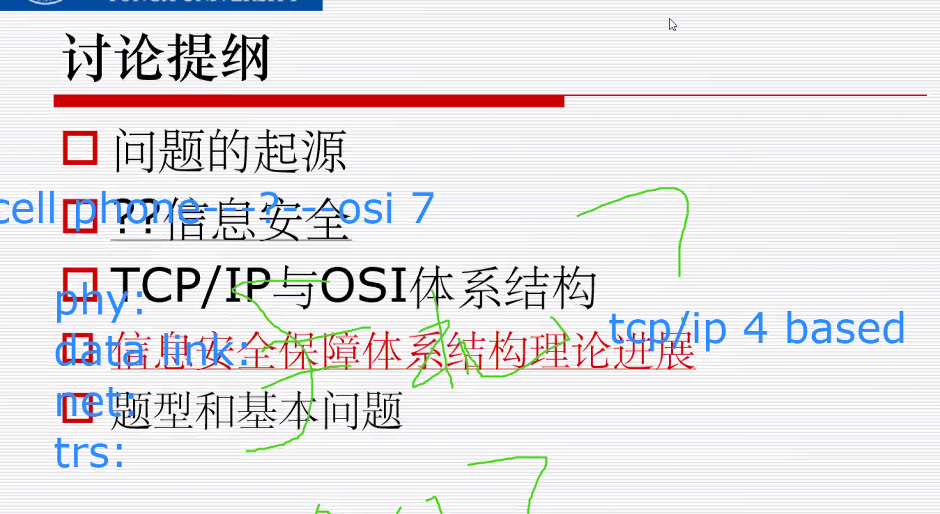 讨论提纲
问题的起源
cell phone----?---osi 7
??信息安全
TCP/IP与OSI体系结构
phy:
tcp/ip 4 based
data link:
信息安全保障体系结构理论进展
net:
题型和基本问题
trs:
手机